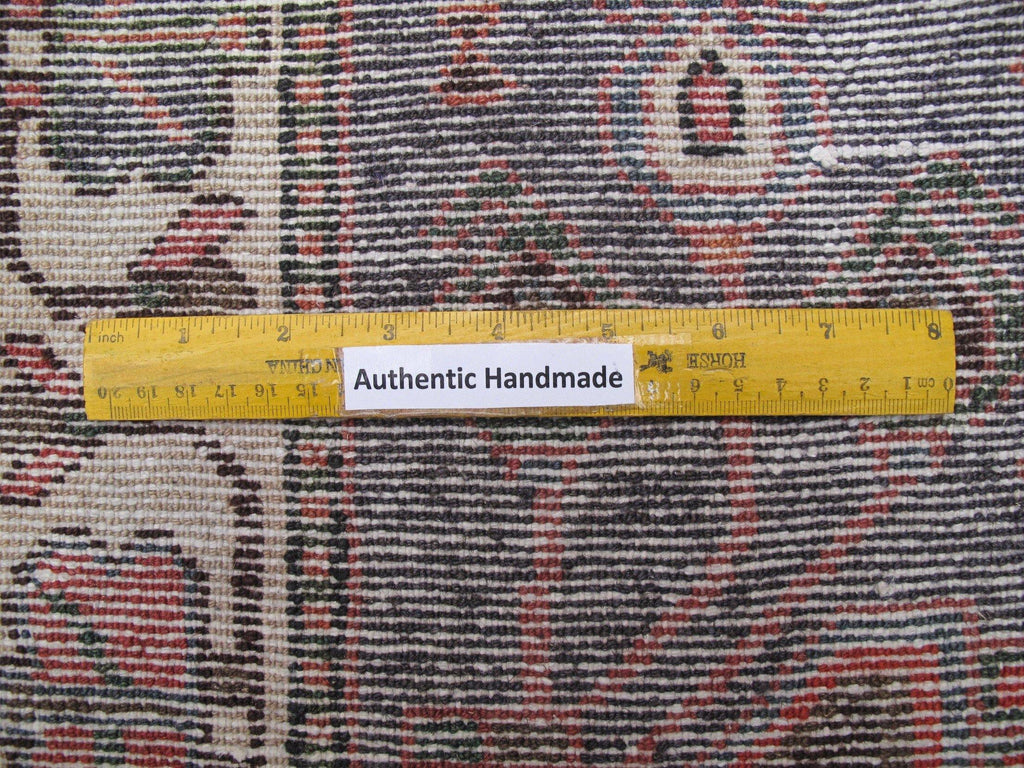 inch 1 2 3 4 5 6 7 8
Authentic Handmade
HORSE
N CHINA
0 cm 1 2 3 4 5 6 15 16 17 18 19 20